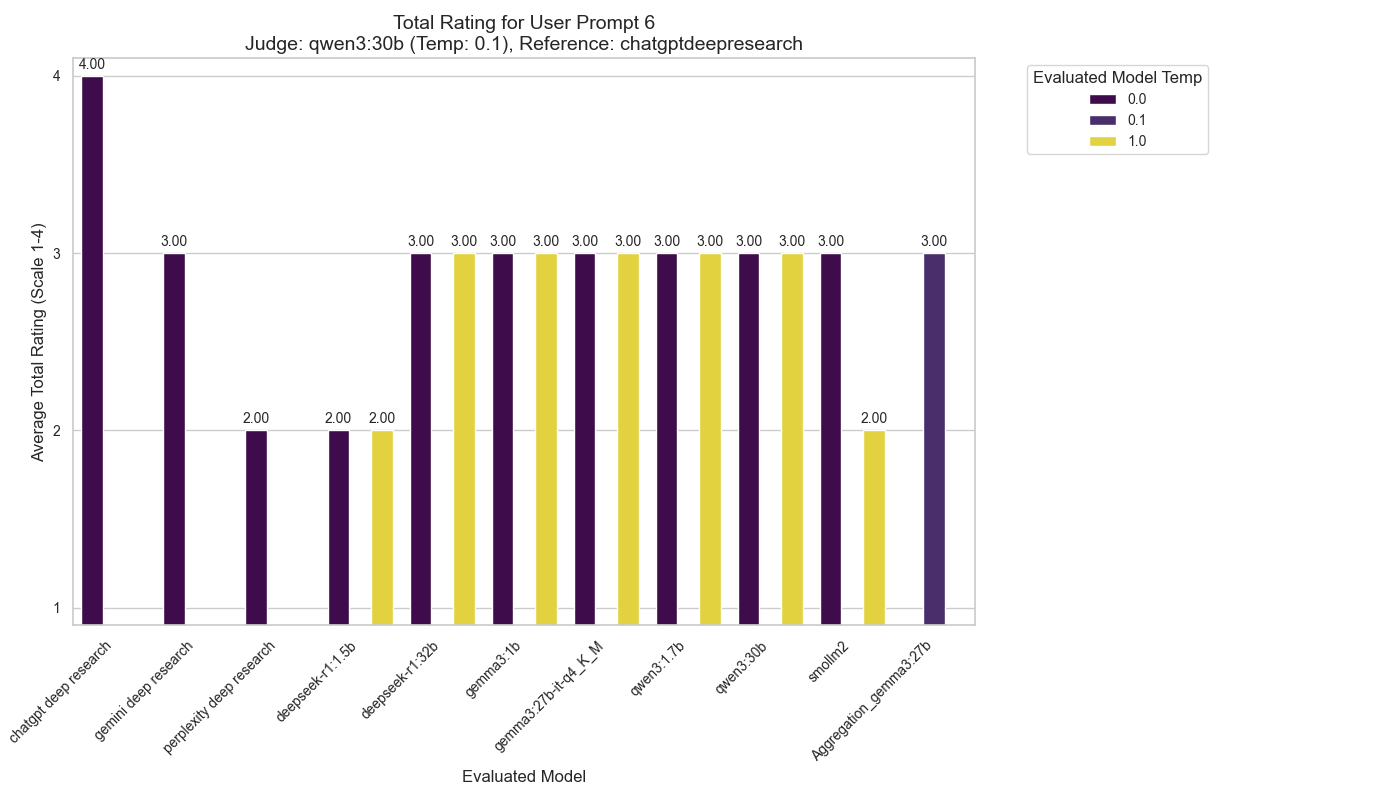 Total Rating for User Prompt 6
Judge: qwen3:30b (Temp: 0.1), Reference: chatgptdeepresearch
Evaluated Model Temp
0.0
0.1
1.0
Average Total Rating (Scale 1-4)
4
3
2
1
4.00
3.00
2.00
2.00
2.00
3.00
3.00
3.00
3.00
3.00
3.00
3.00
3.00
3.00
3.00
3.00
2.00
3.00
chatgpt deep research
gemini deep research
perplexity deep research
deepseek-r1:1.5b
deepseek-r1:32b
gemma3:1b
gemma3:27b-it-q4_K_M
qwen3:1.7b
qwen3:30b
smollm2
Aggregation_gemma3:27b
Evaluated Model